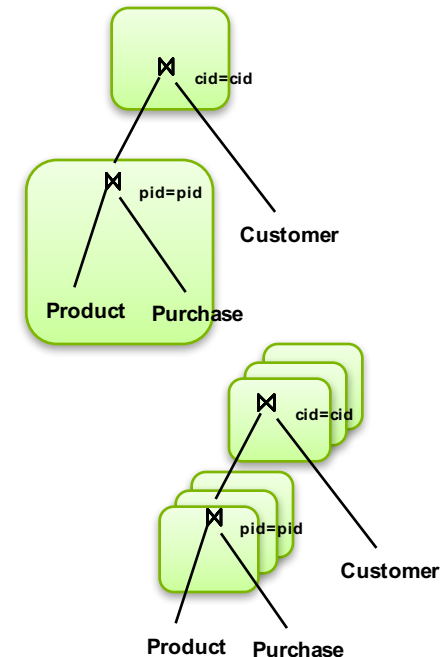 ⋈
cid=cid
⋈
pid=pid
Customer
Product
Purchase
⋈
cid=cid
⋈
pid=pid
Customer
Product
Purchase